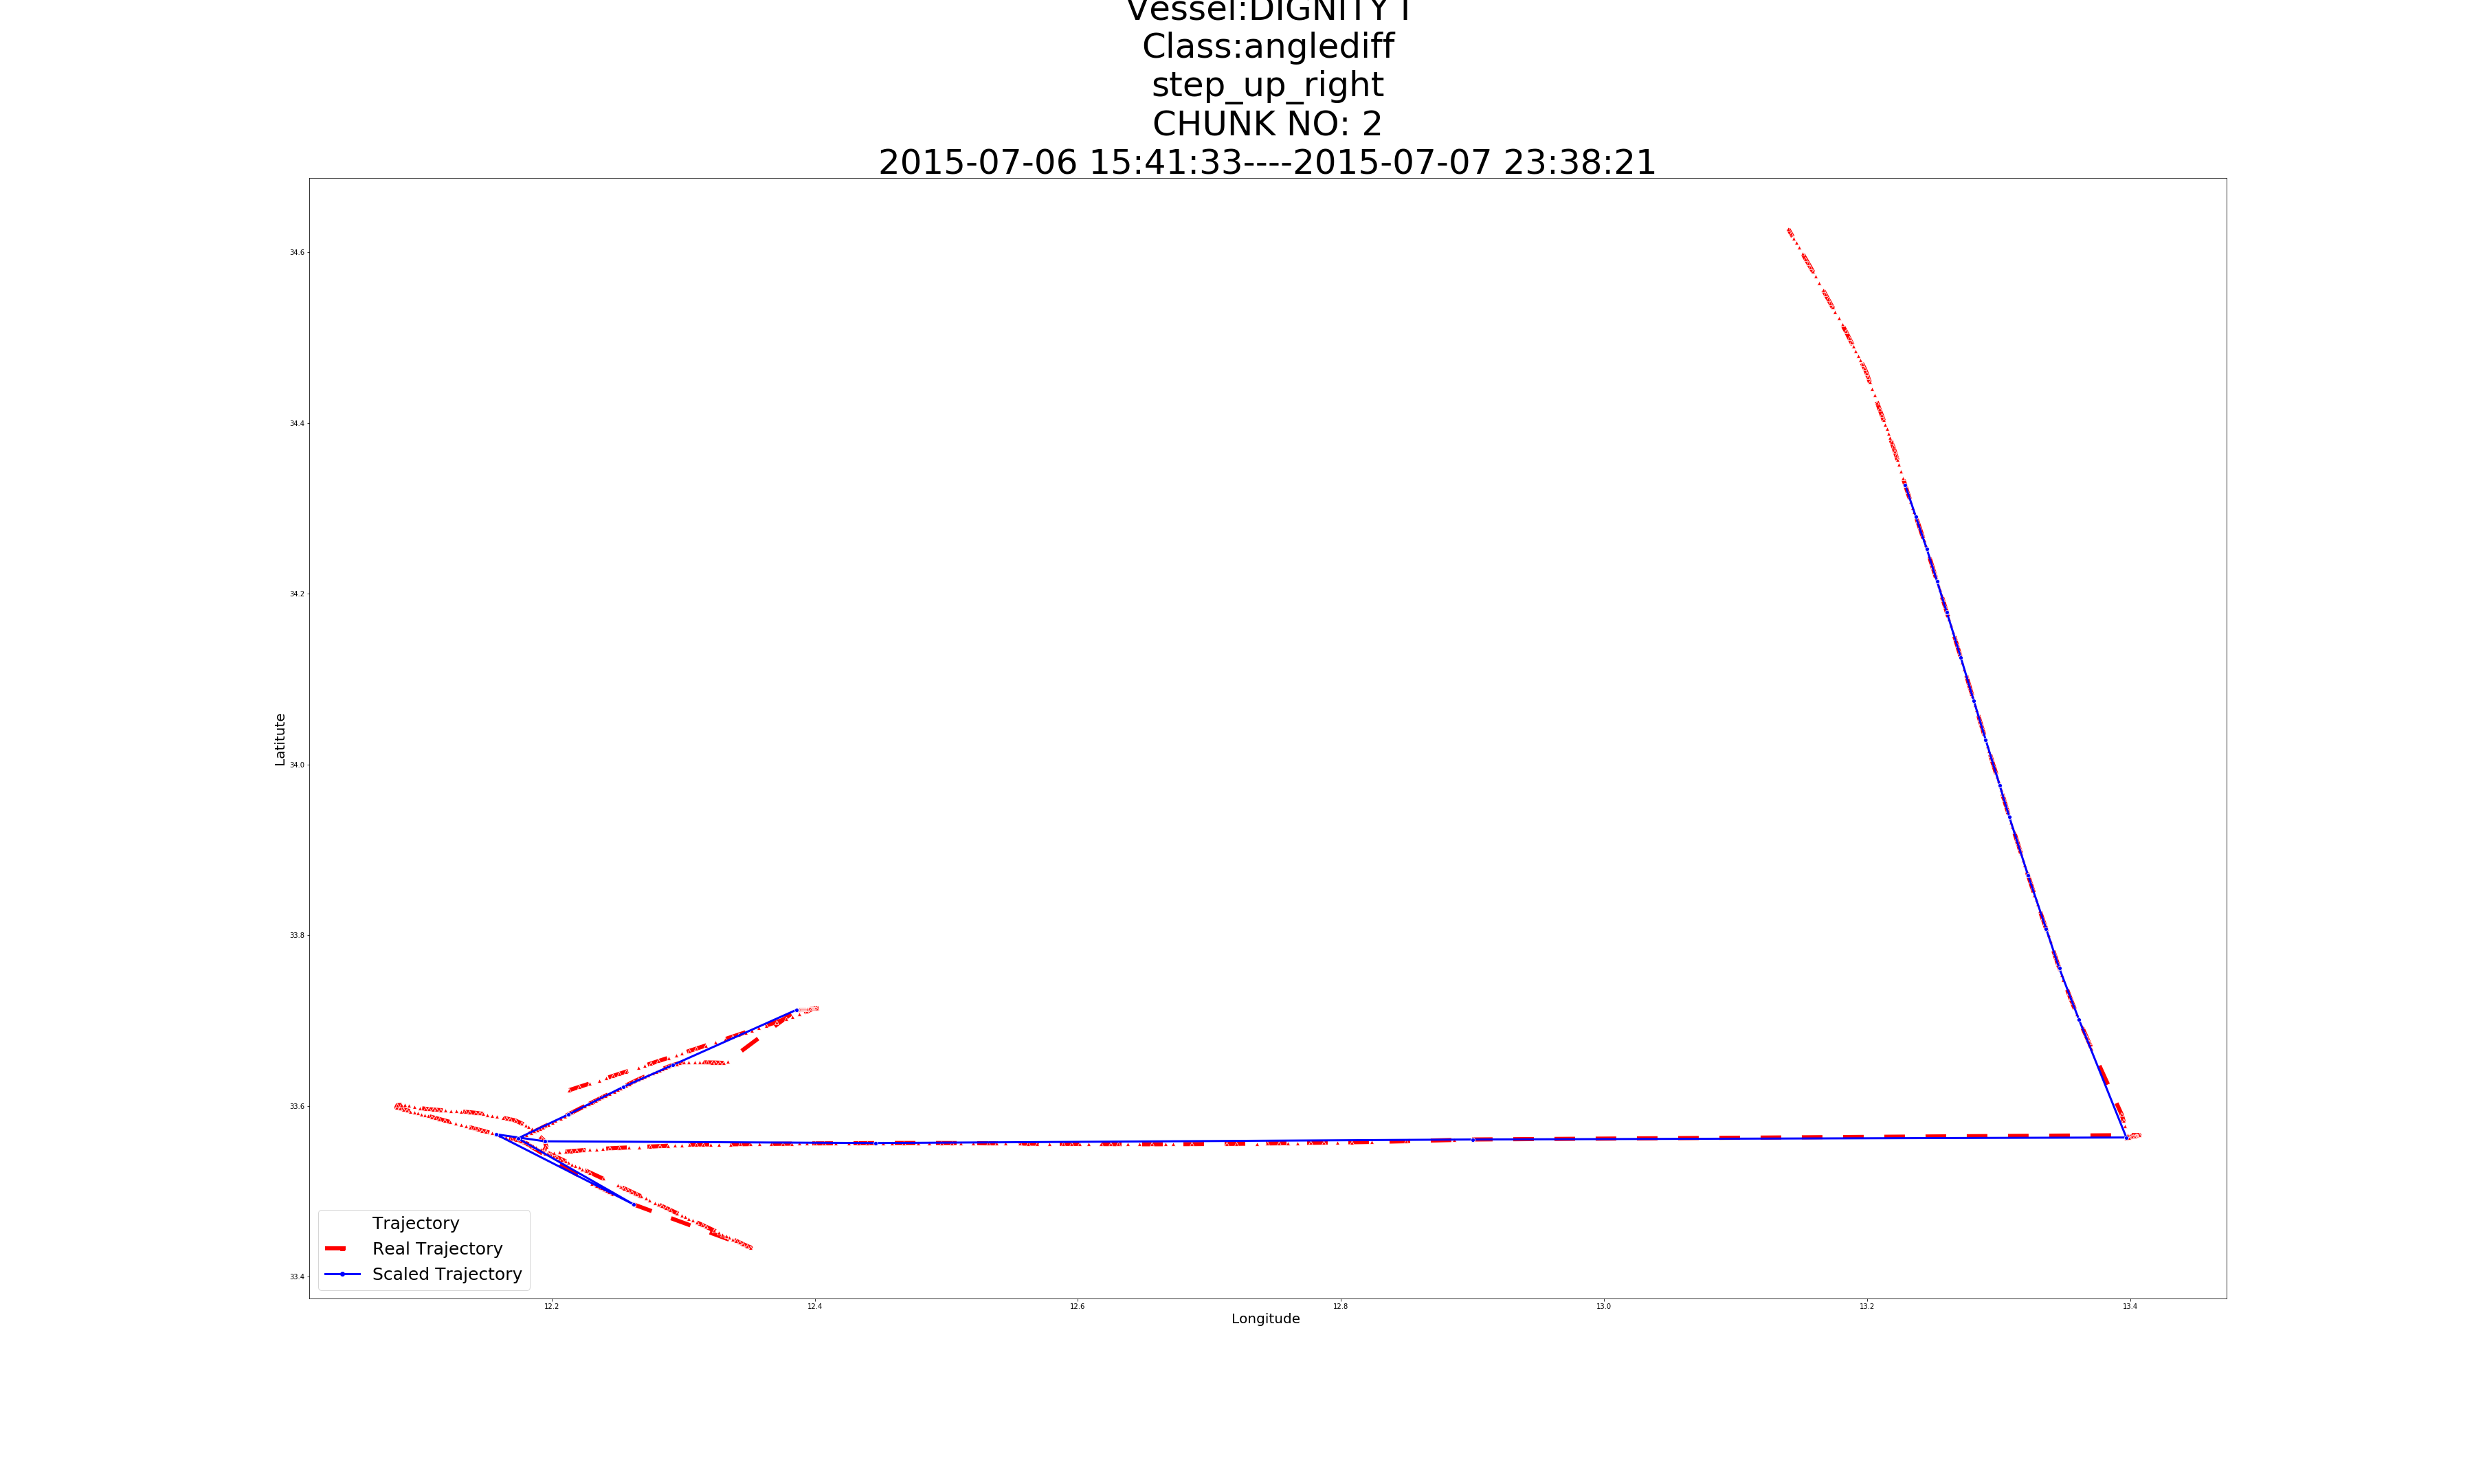 Vessel:DIGNITY I
Class:anglediff
step_up_right
CHUNK NO: 2
2015-07-06 15:41:33----2015-07-07 23:38:21
34.6
34.4
34.2
34.0
33.8
33.6
33.4
Latitute
Trajectory
Real Trajectory
Scaled Trajectory
12.2
12.4
12.6
12.8
13.0
13.2
13.4
Longitude